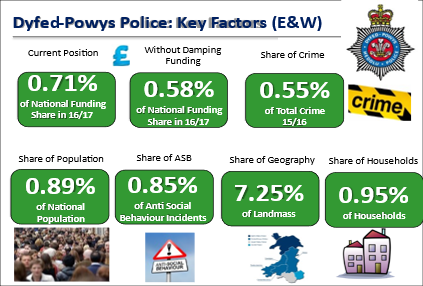 Dyfed-Powys Police: Key Factors (E&W)
Current Position
£
Without Damping
Funding
Share of Crime
0.71%
of National Funding
Share in 16/17
0.58%
of National Funding
Share in 16/17
0.55%
of Total Crime
15/16
crime
Share of Population
Share of ASB
Share of Geography
Share of Households
0.89%
of National
Population
0.85%
of Anti Social
Behaviour Incidents
7.25%
of Landmass
0.95%
of Households
ANTI-SOCIAL
BEHAVIOUR